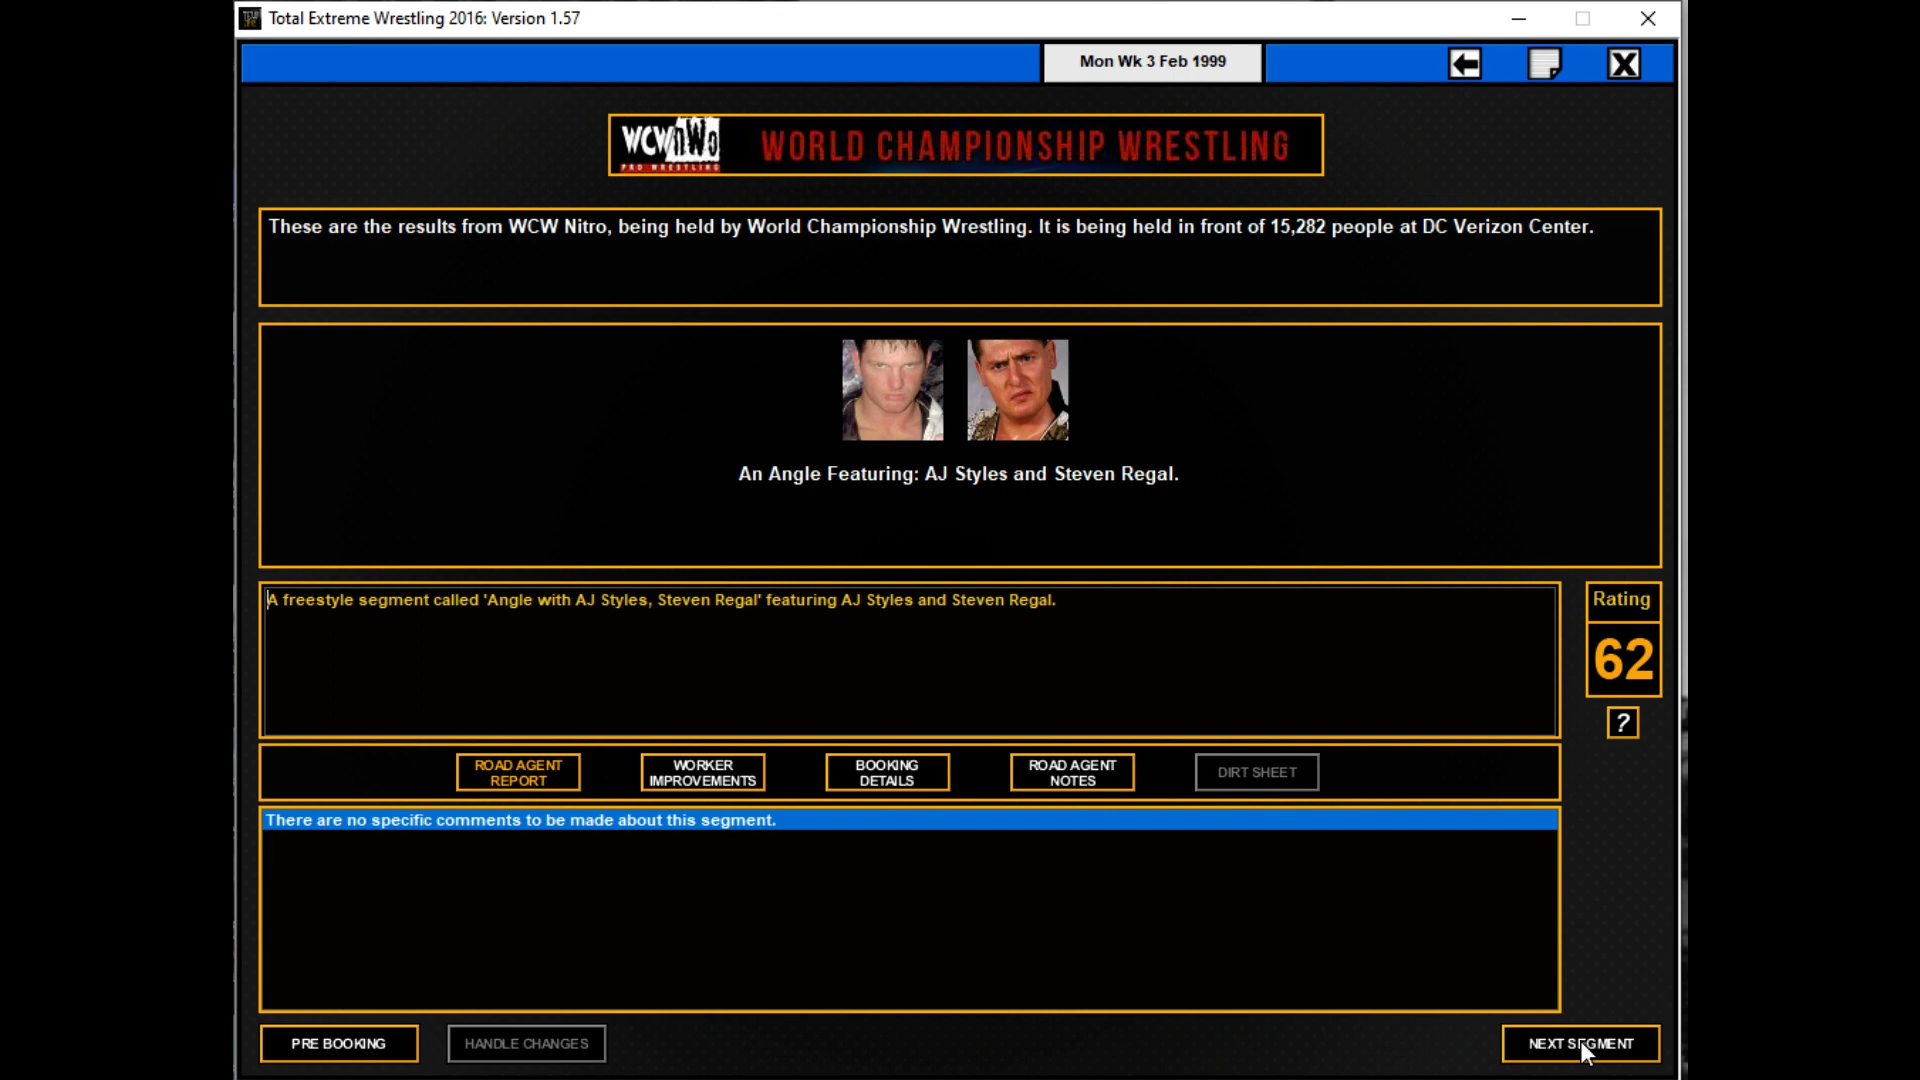 Total Extreme Wrestling 2016: Version 1.57
Mon Wk 3 Feb 1999
WCW nWo
PRO WRESTLING
WORLD CHAMPIONSHIP WRESTLING
These are the results from WCW Nitro, being held by World Championship Wrestling. It is being held in front of 15,282 people at DC Verizon Center.
An Angle Featuring: AJ Styles and Steven Regal.
A freestyle segment called 'Angle with AJ Styles, Steven Regal' featuring AJ Styles and Steven Regal.
Rating
62
?
ROAD AGENT
REPORT
WORKER
IMPROVEMENTS
BOOKING
DETAILS
ROAD AGENT
NOTES
DIRT SHEET
There are no specific comments to be made about this segment.
PRE BOOKING
HANDLE CHANGES
NEXT SEGMENT